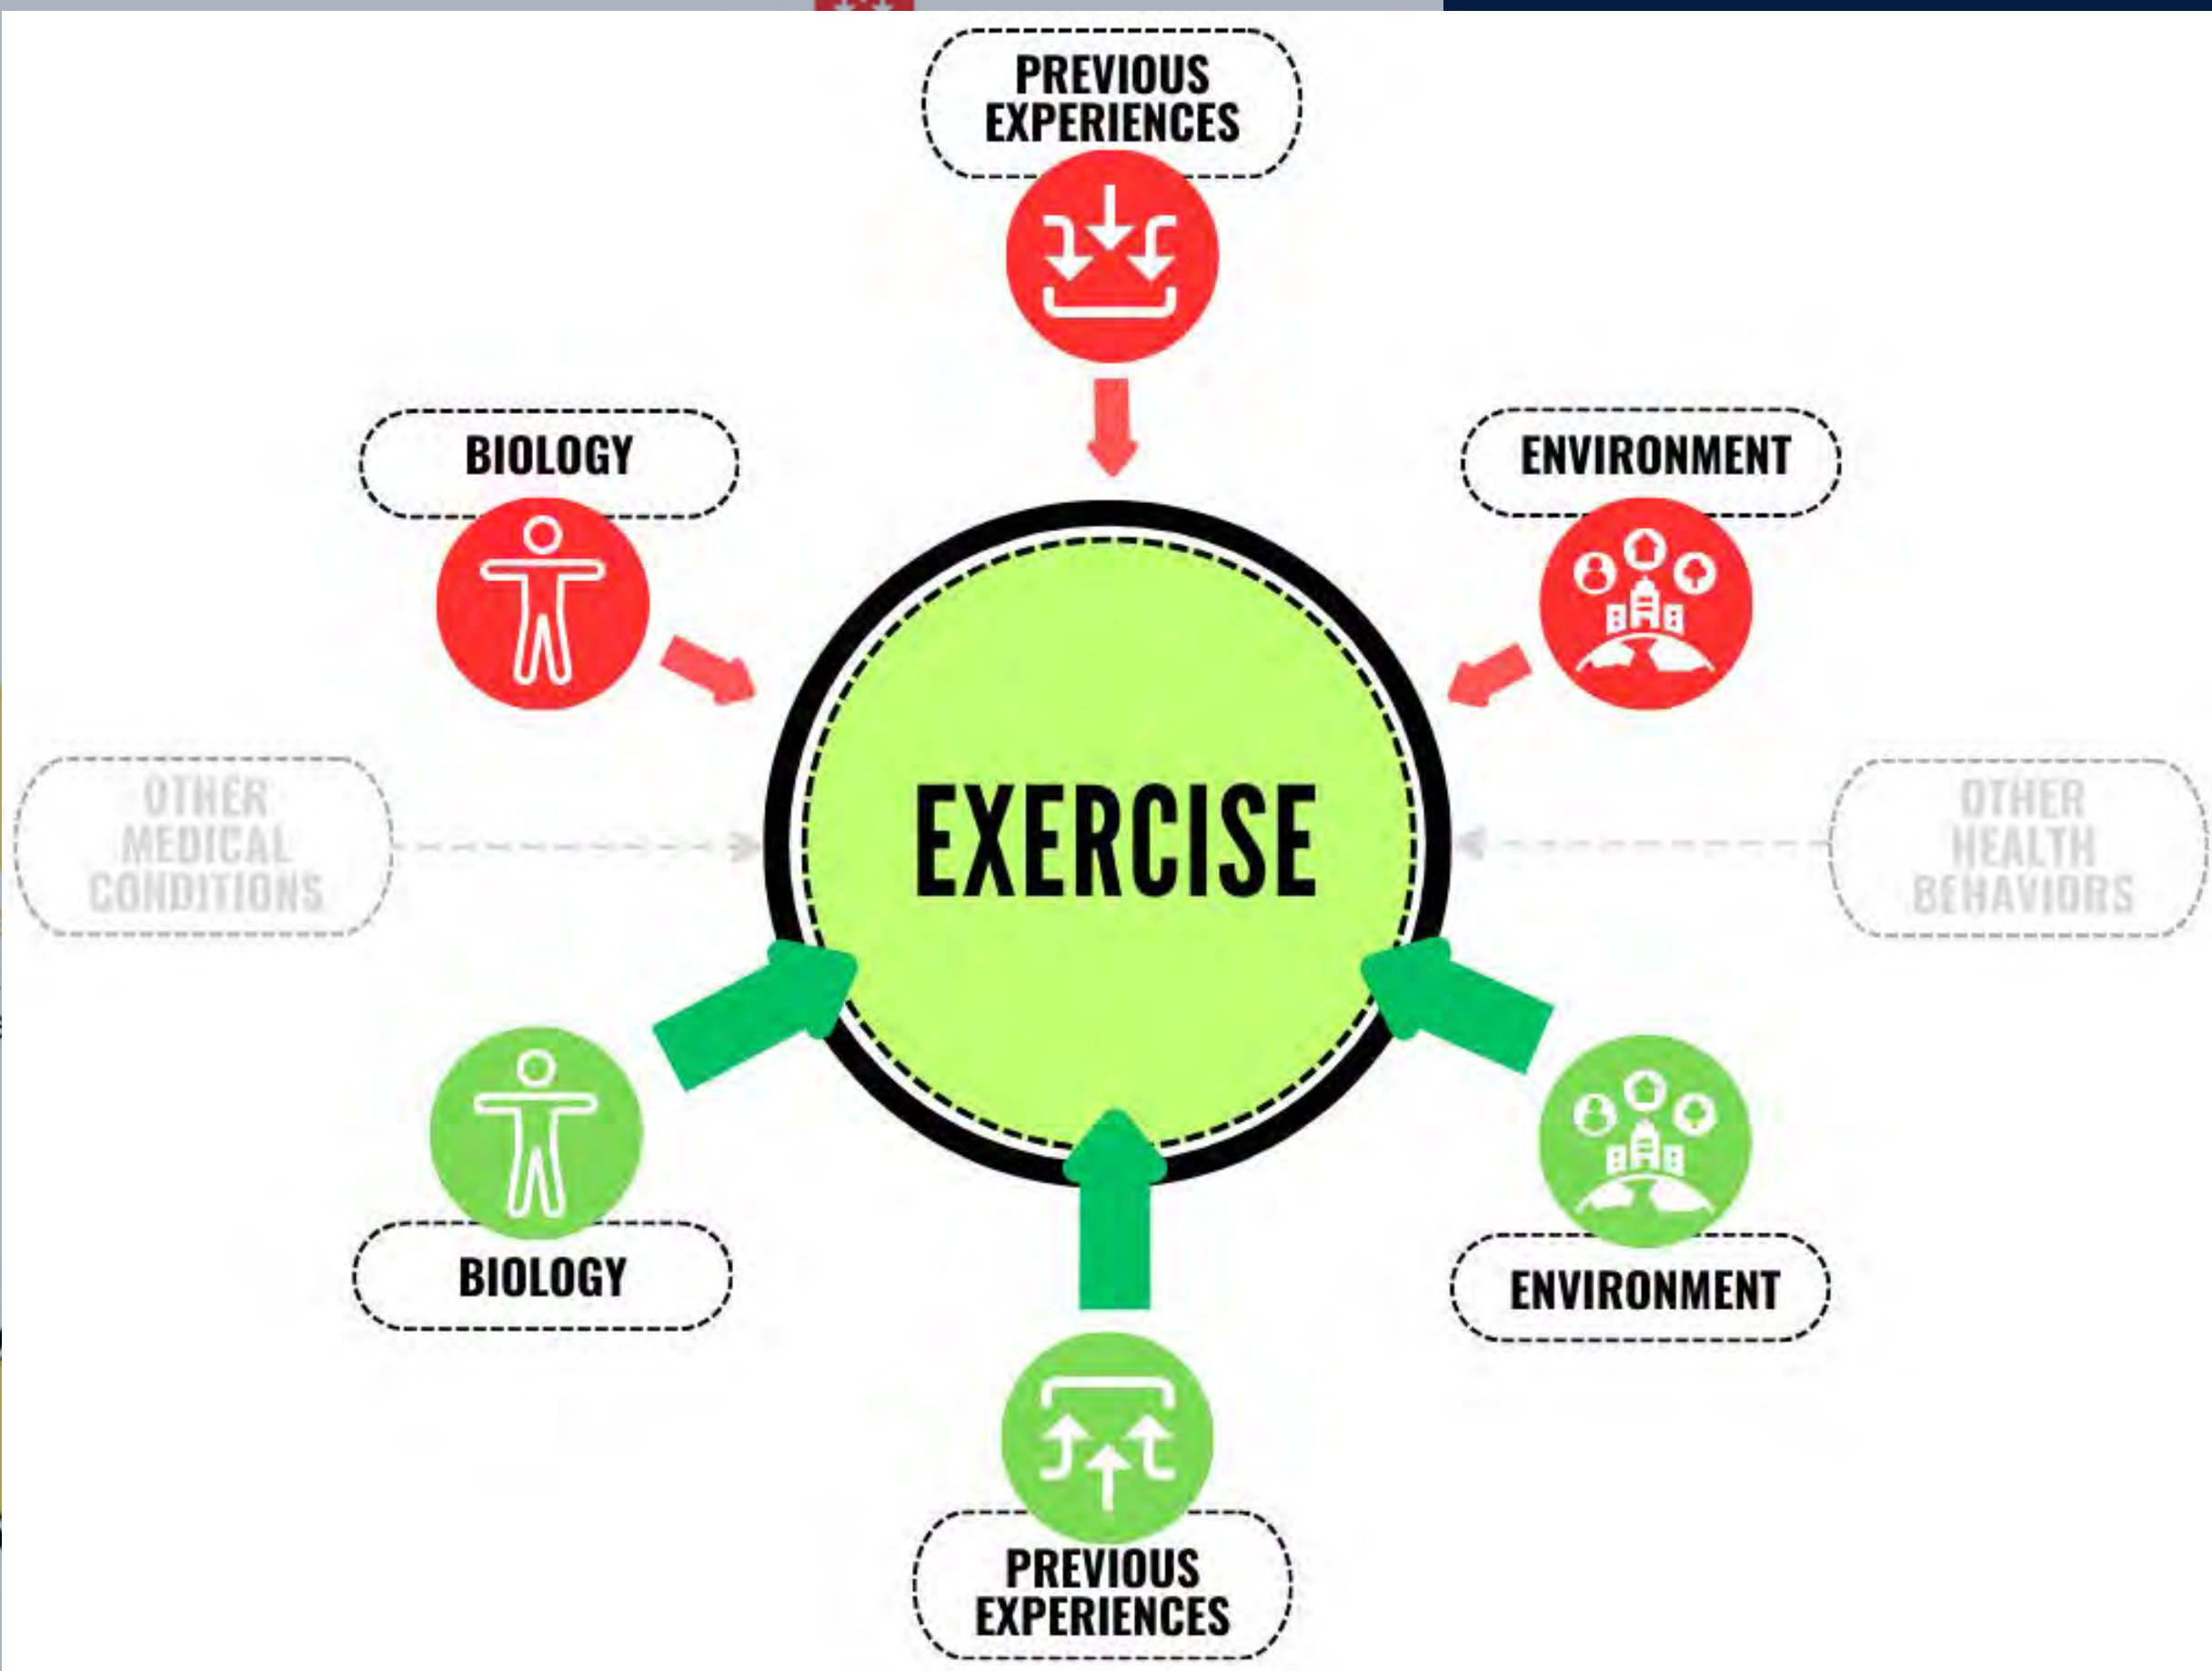 PREVIOUS
EXPERIENCES
BIOLOGY
ENVIRONMENT
OTHER
MEDICAL
CONDITIONS
EXERCISE
OTHER
HEALTH
BEHAVIORS
BIOLOGY
ENVIRONMENT
PREVIOUS
EXPERIENCES